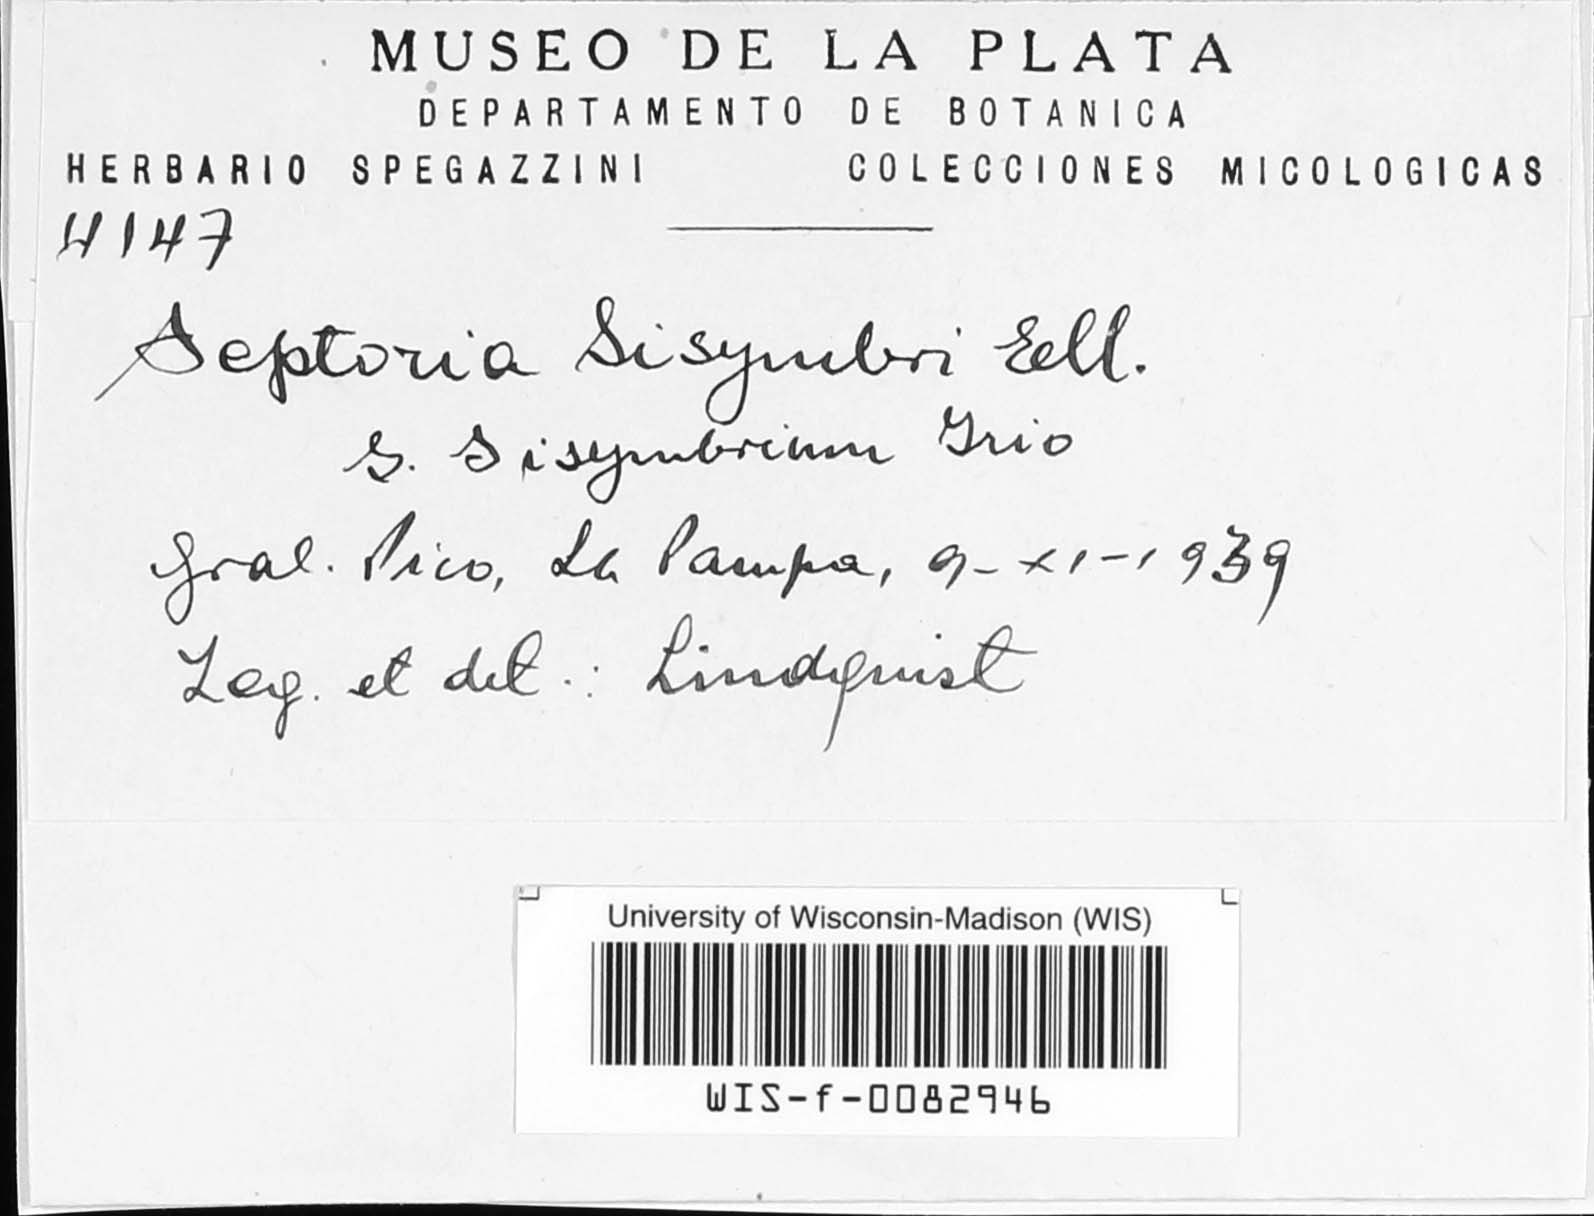 MUSEO DE LA PLATA
DEPARTAMENTO DE BOTANICA
HERBARIO SPEGAZZINI COLECCIONES MICOLOGICAS
4147
Septoria Sisymbri Ell.
s. Sisymbrium Irio
Gral. Pico, La Pampa, 9-XI-1939
Leg. et det.: Lindquist
University of Wisconsin-Madison (WIS)
WIS-f-0082946